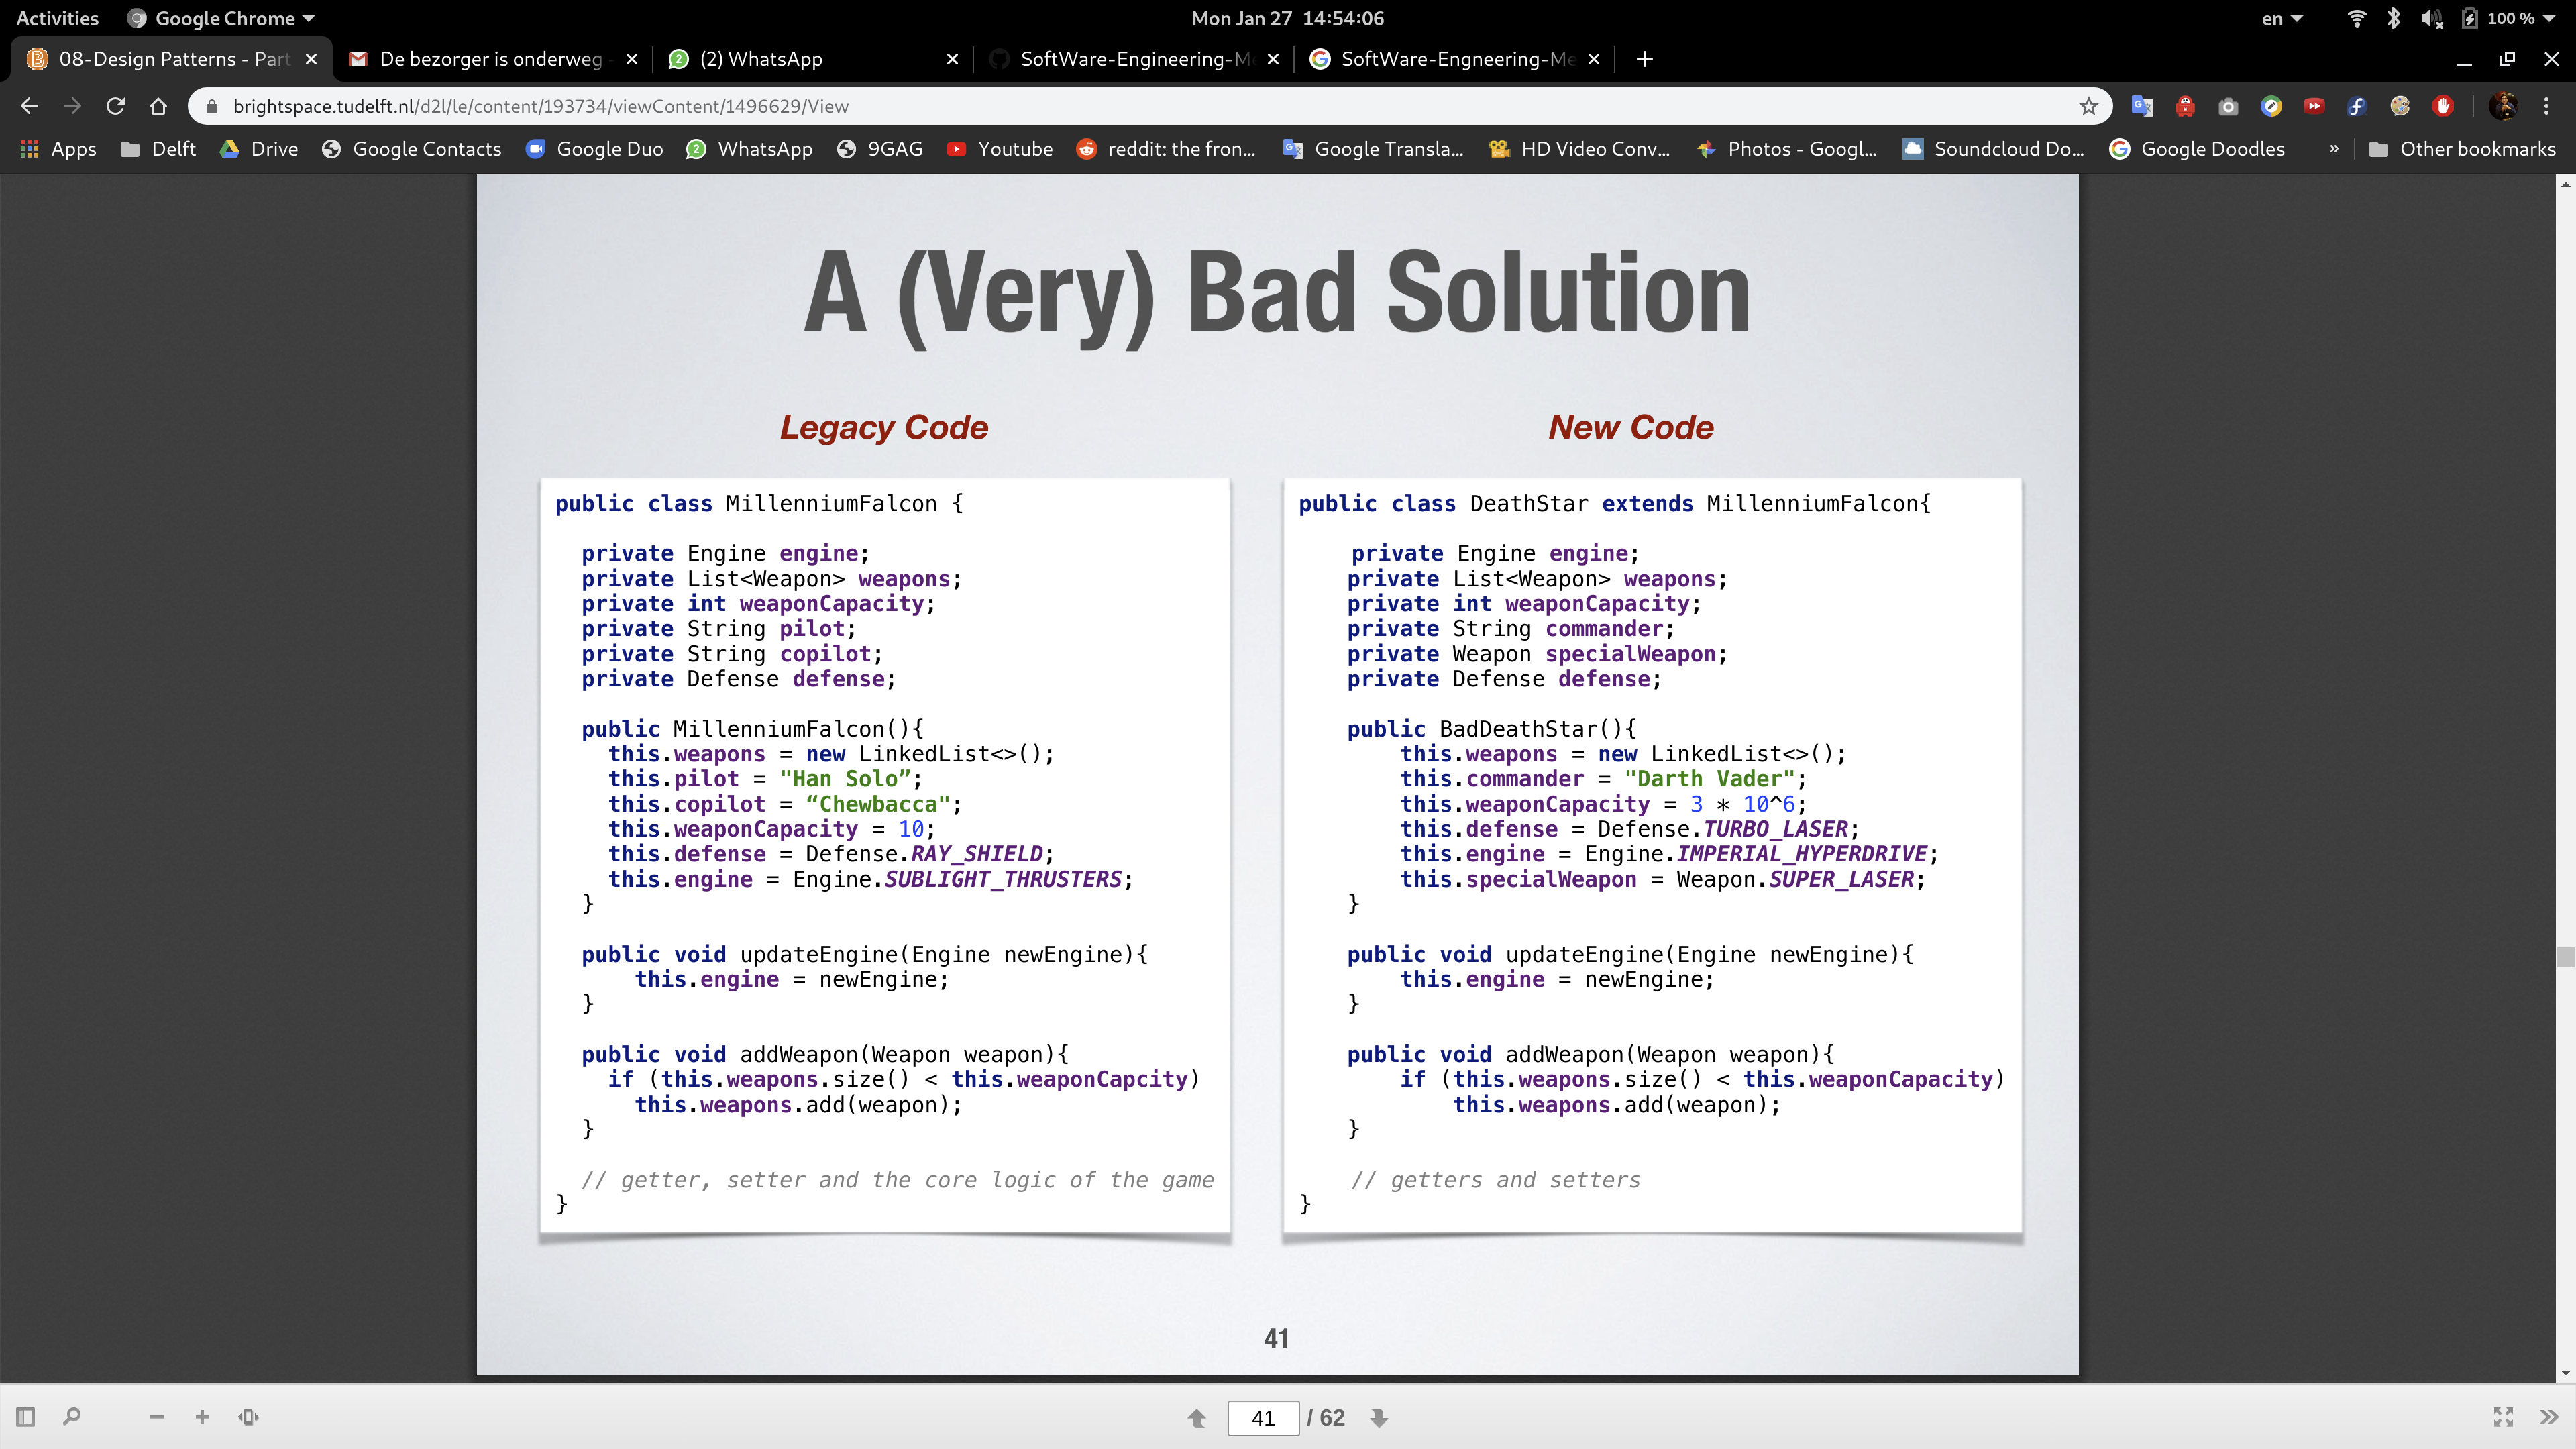 Activities Google Chrome Mon Jan 27 14:54:06 en 100 %
08-Design Patterns - Part De bezorger is onderweg - (2) WhatsApp SoftWare-Engineering-Me SoftWare-Engneering-Me
brightspace.tudelft.nl/d2l/le/content/193734/viewContent/1496629/View
Apps Delft Drive Google Contacts Google Duo WhatsApp 9GAG Youtube reddit: the fron... Google Transla... HD Video Conv... Photos - Googl... Soundcloud Do... Google Doodles » Other bookmarks
A (Very) Bad Solution
Legacy Code
public class MillenniumFalcon {
private Engine engine;
private List<Weapon> weapons;
private int weaponCapacity;
private String pilot;
private String copilot;
private Defense defense;
public MillenniumFalcon(){
this.weapons = new LinkedList<>();
this.pilot = "Han Solo”;
this.copilot = “Chewbacca";
this.weaponCapacity = 10;
this.defense = Defense.RAY_SHIELD;
this.engine = Engine.SUBLIGHT_THRUSTERS;
}
public void updateEngine(Engine newEngine){
this.engine = newEngine;
}
public void addWeapon(Weapon weapon){
if (this.weapons.size() < this.weaponCapcity)
this.weapons.add(weapon);
}
// getter, setter and the core logic of the game
}
New Code
public class DeathStar extends MillenniumFalcon{
private Engine engine;
private List<Weapon> weapons;
private int weaponCapacity;
private String commander;
private Weapon specialWeapon;
private Defense defense;
public BadDeathStar(){
this.weapons = new LinkedList<>();
this.commander = "Darth Vader";
this.weaponCapacity = 3 * 10^6;
this.defense = Defense.TURBO_LASER;
this.engine = Engine.IMPERIAL_HYPERDRIVE;
this.specialWeapon = Weapon.SUPER_LASER;
}
public void updateEngine(Engine newEngine){
this.engine = newEngine;
}
public void addWeapon(Weapon weapon){
if (this.weapons.size() < this.weaponCapacity)
this.weapons.add(weapon);
}
// getters and setters
}
41
41 / 62